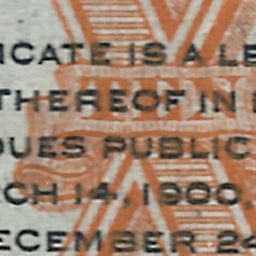 ICATE IS A LE
THEREOF IN
DUES PUBLIC
CH 14, 1900,
ECEMBER 24